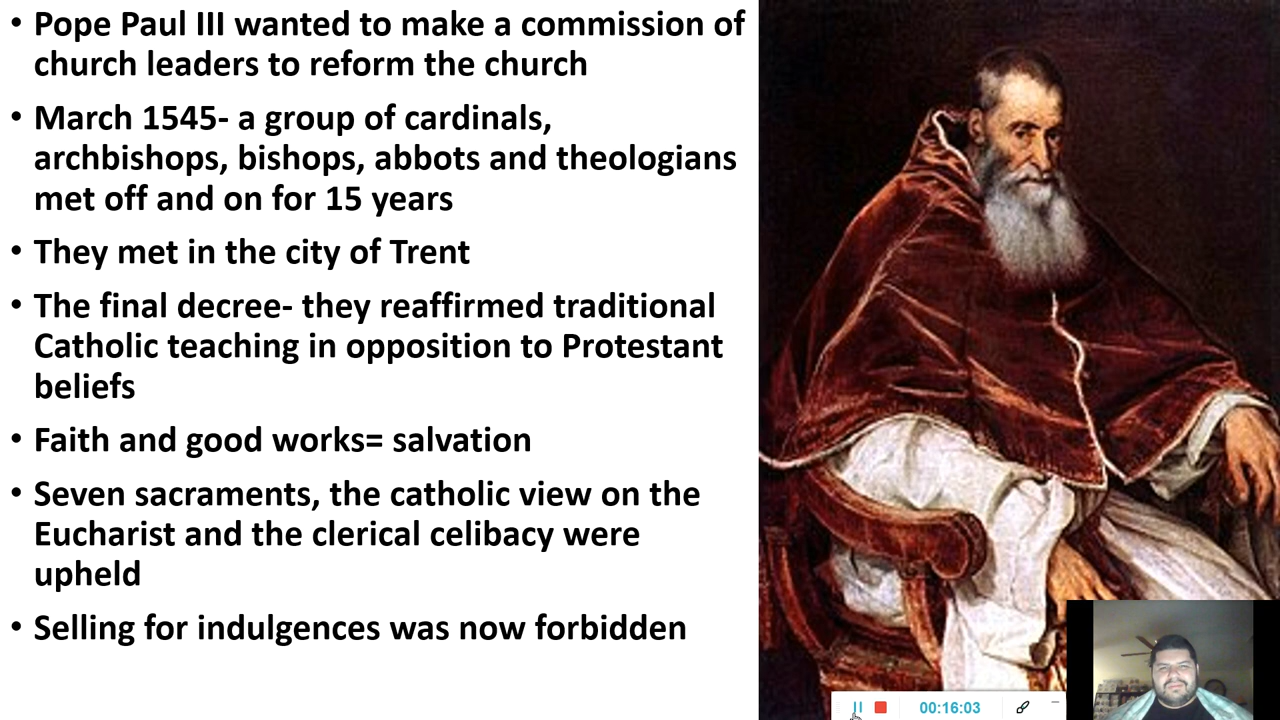 • Pope Paul III wanted to make a commission of
church leaders to reform the church
• March 1545- a group of cardinals,
archbishops, bishops, abbots and theologians
met off and on for 15 years
• They met in the city of Trent
• The final decree- they reaffirmed traditional
Catholic teaching in opposition to Protestant
beliefs
• Faith and good works= salvation
• Seven sacraments, the catholic view on the
Eucharist and the clerical celibacy were
upheld
• Selling for indulgences was now forbidden
00:16:03